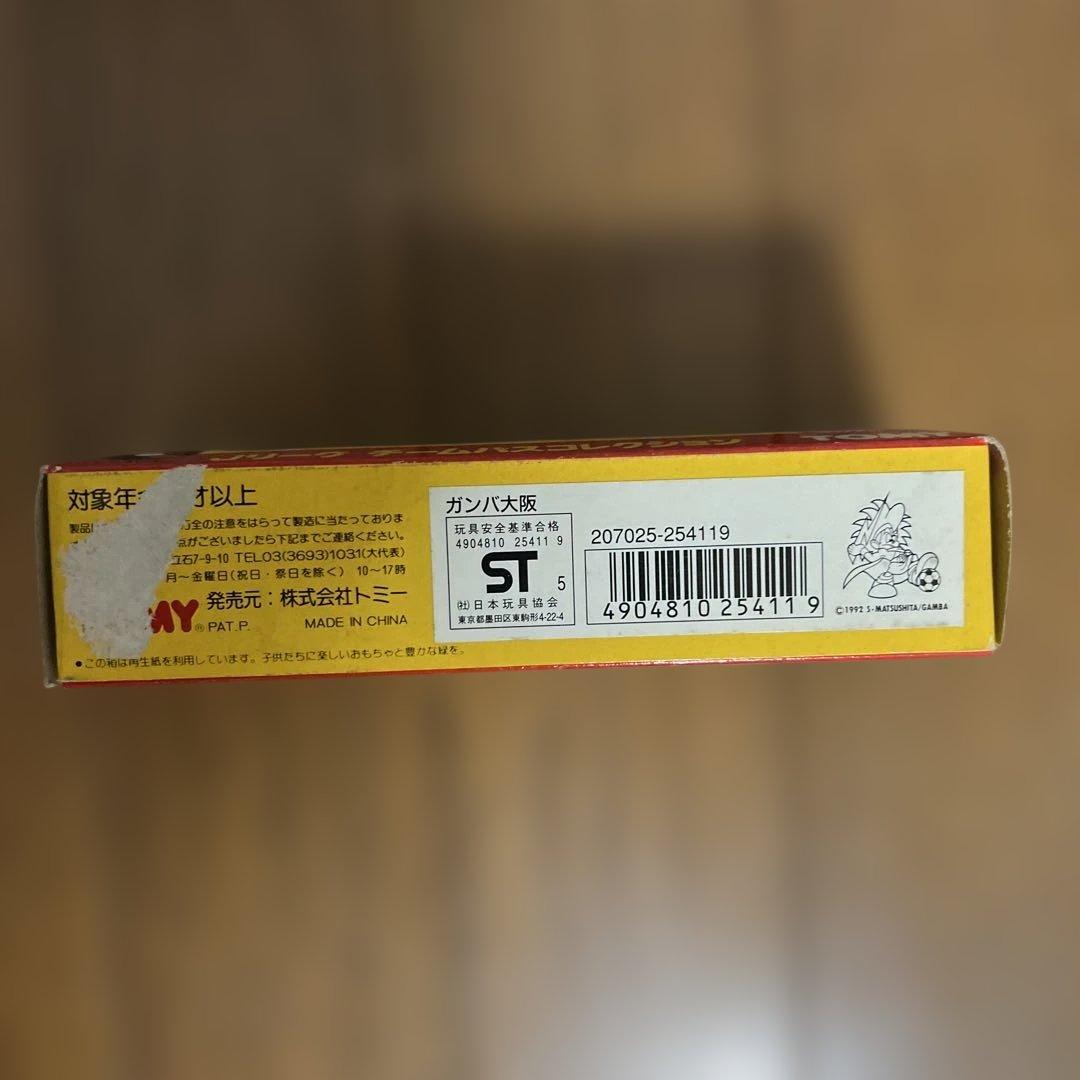 Jリーグ チームバスコレクション
TOMY
対象年 才以上
製品 万全の注意をはらって製造に当たっておりま
点がございましたら下記までご連絡ください。
立石7-9-10 TEL.03(3693)1031(大代表)
月〜金曜日(祝日・祭日を除く) 10〜17時
MY ® PAT.P. 発売元:株式会社トミー
MADE IN CHINA
●この箱は再生紙を利用しています。子供たちに楽しいおもちゃと豊かな緑を。
ガンバ大阪
玩具安全基準合格
4904810 25411 9
ST 5
(社)日本玩具協会
東京都墨田区東駒形4-22-4
207025-254119
4904810 254119
©1992 S・MATSUSHITA/GAMBA